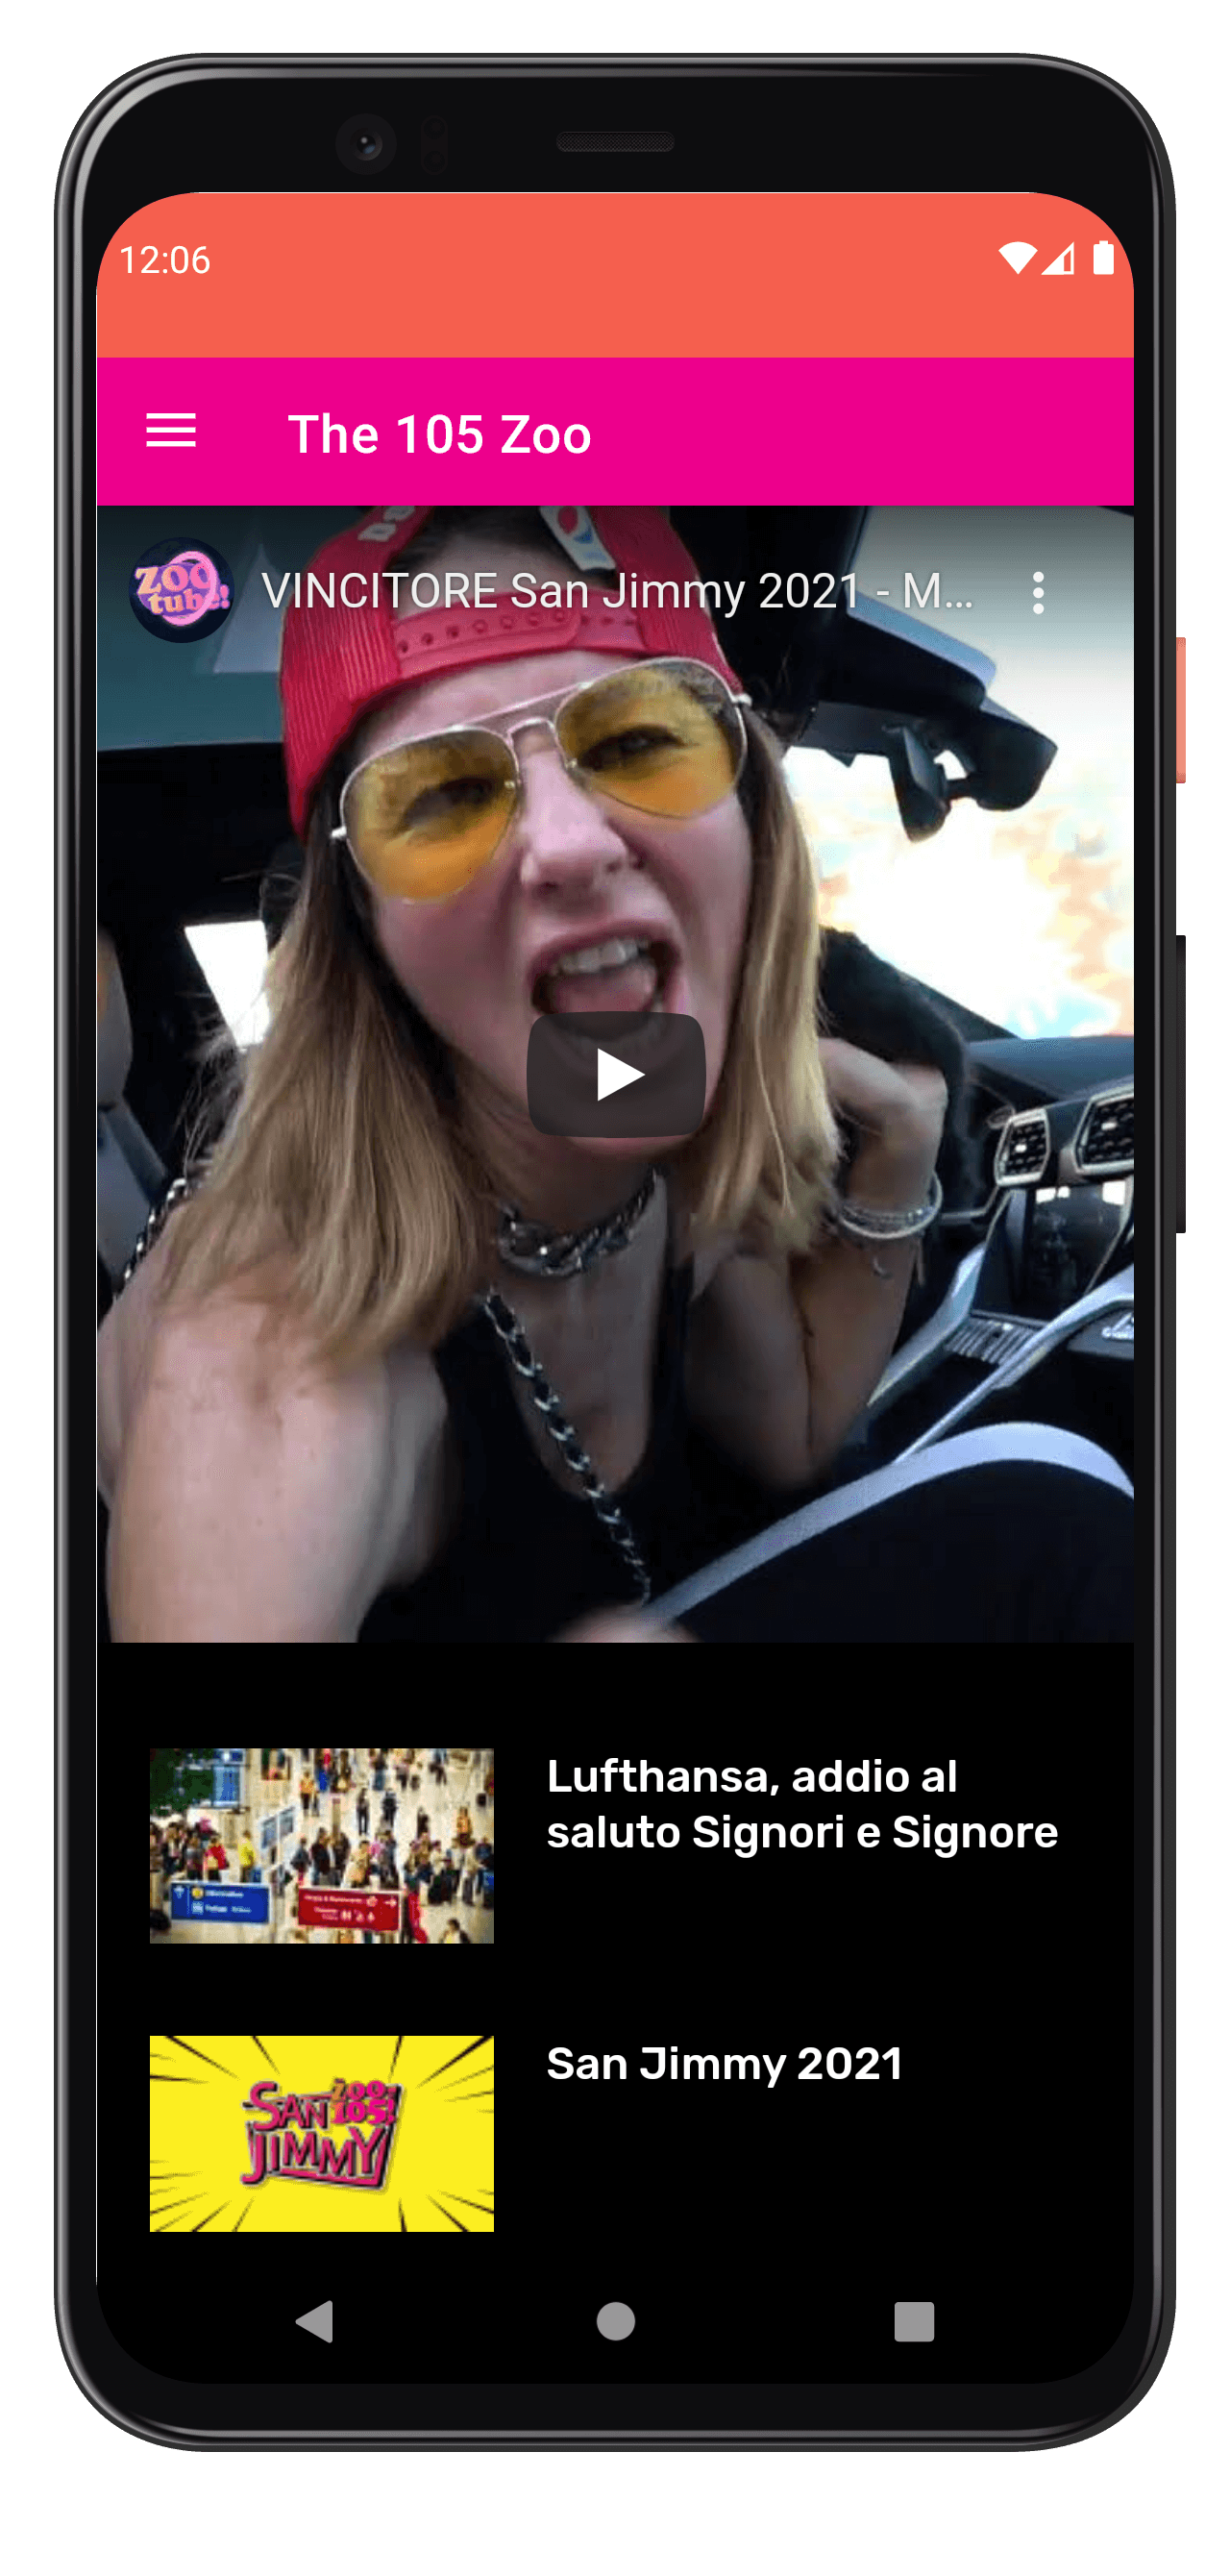 12:06
The 105 Zoo
ZOO
tube!
VINCITORE San Jimmy 2021 - M...
Lufthansa, addio al
saluto Signori e Signore
San Jimmy 2021
ZOO
SAN 105!
JIMMY